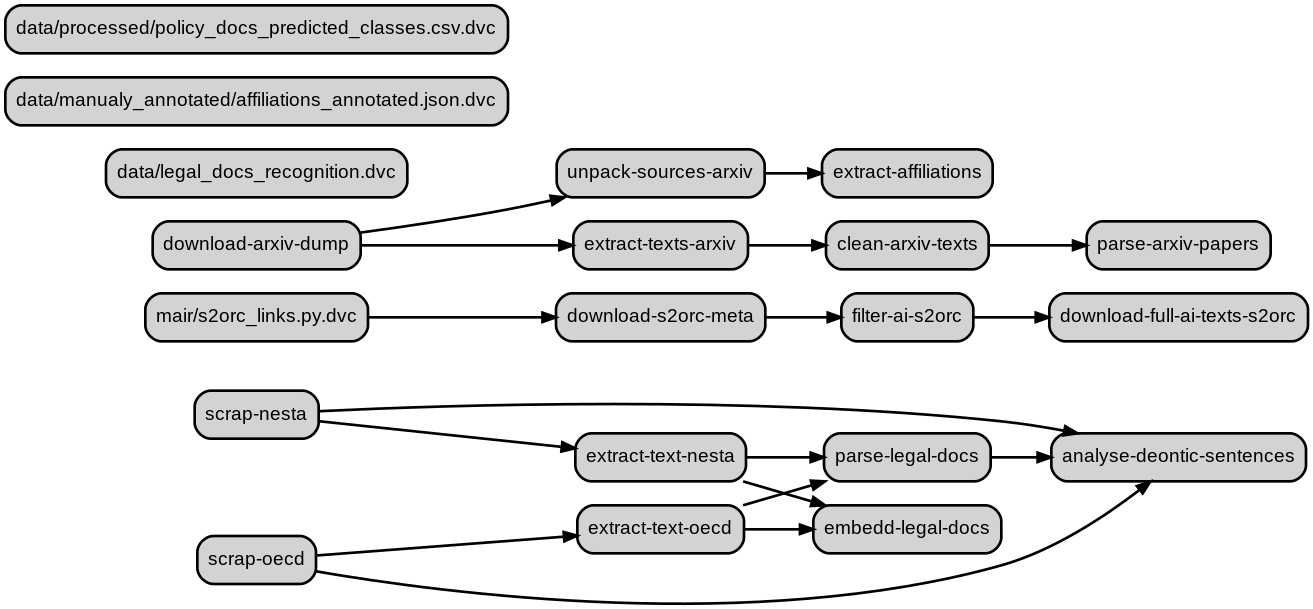 data/processed/policy_docs_predicted_classes.csv.dvc
data/manualy_annotated/affiliations_annotated.json.dvc
data/legal_docs_recognition.dvc
unpack-sources-arxiv
extract-affiliations
download-arxiv-dump
extract-texts-arxiv
clean-arxiv-texts
parse-arxiv-papers
mair/s2orc_links.py.dvc
download-s2orc-meta
filter-ai-s2orc
download-full-ai-texts-s2orc
scrap-nesta
extract-text-nesta
parse-legal-docs
analyse-deontic-sentences
extract-text-oecd
embedd-legal-docs
scrap-oecd